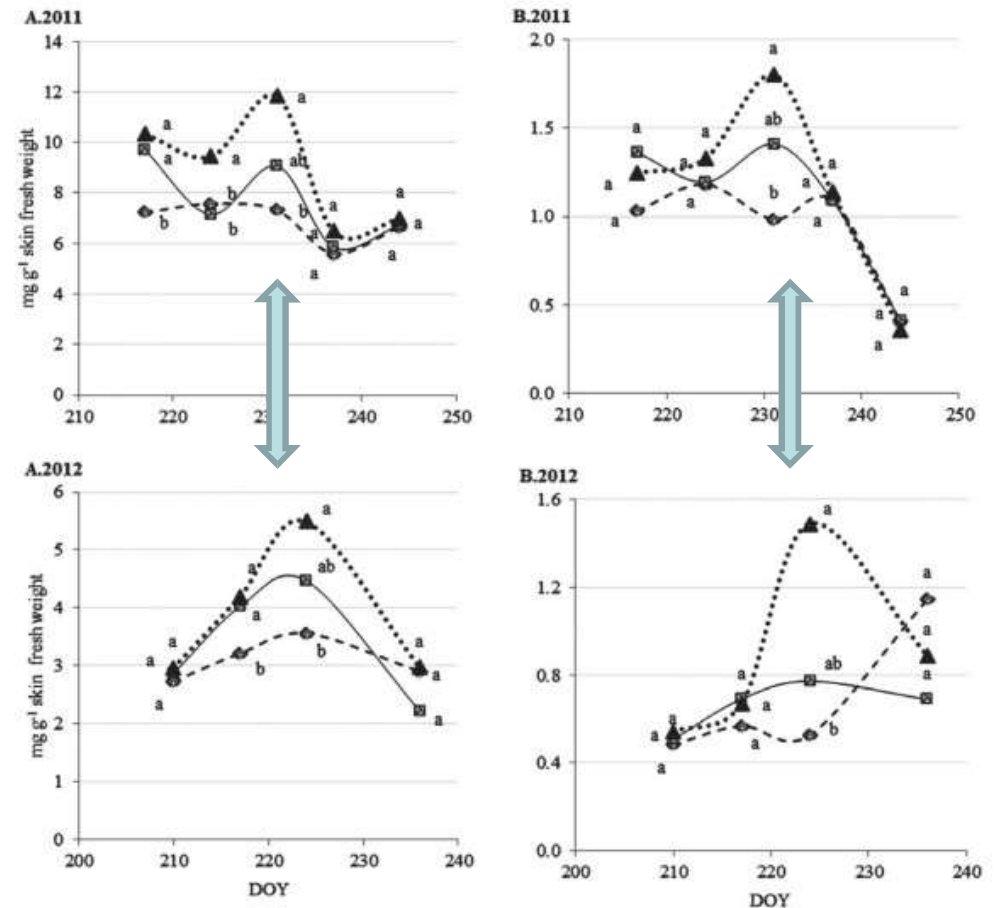 A.2011
mg g⁻¹ skin fresh weight
14
12
10
8
6
4
2
0
210 220 240 250
a
a
b
a
b
b
a
ab
b
a
a
a
a
a
a
B.2011
2.0
1.5
1.0
0.5
0.0
210 220 230 240 250
a
a
a
a
a
a
a
ab
b
a
a
a
a
a
a
A.2012
mg g⁻¹ skin fresh weight
6
5
4
3
2
1
0
200 210 220 230 240
DOY
a
a
a
a
a
b
a
ab
b
a
a
a
B.2012
1.6
1.2
0.8
0.4
0.0
200 210 220 230 240
DOY
a
a
a
a
a
a
a
ab
b
a
a
a